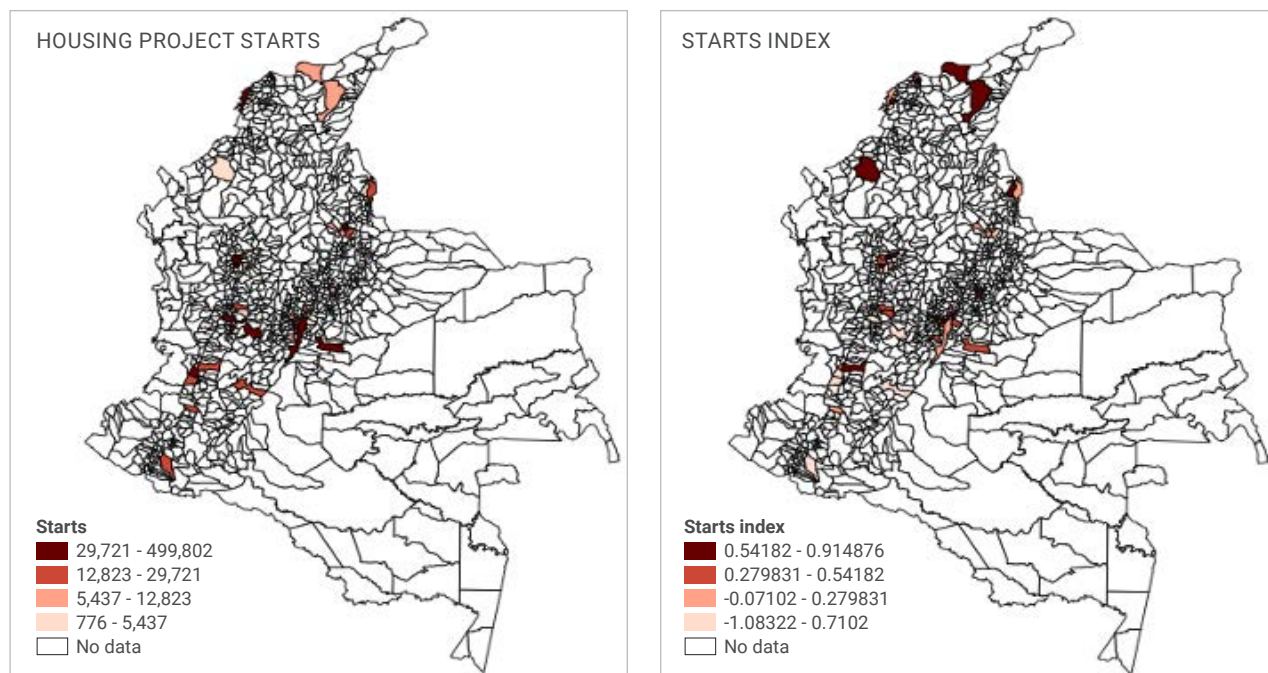 HOUSING PROJECT STARTS
Starts
29,721 - 499,802
12,823 - 29,721
5,437 - 12,823
776 - 5,437
No data
STARTS INDEX
Starts index
0.54182 - 0.914876
0.279831 - 0.54182
-0.07102 - 0.279831
-1.08322 - 0.7102
No data